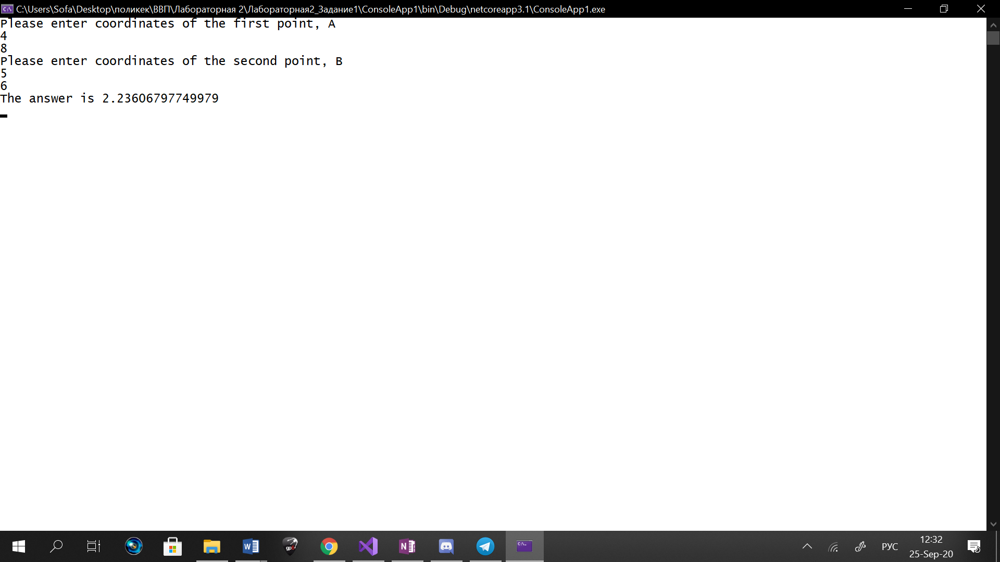 C:\Users\Sofa\Desktop\поликек\ВВП\Лабораторная 2\Лабораторная2_Задание1\ConsoleApp1\bin\Debug\netcoreapp3.1\ConsoleApp1.exe
Please enter coordinates of the first point, A
4
8
Please enter coordinates of the second point, B
5
6
The answer is 2.23606797749979
12:32
РУС
25-Sep-20